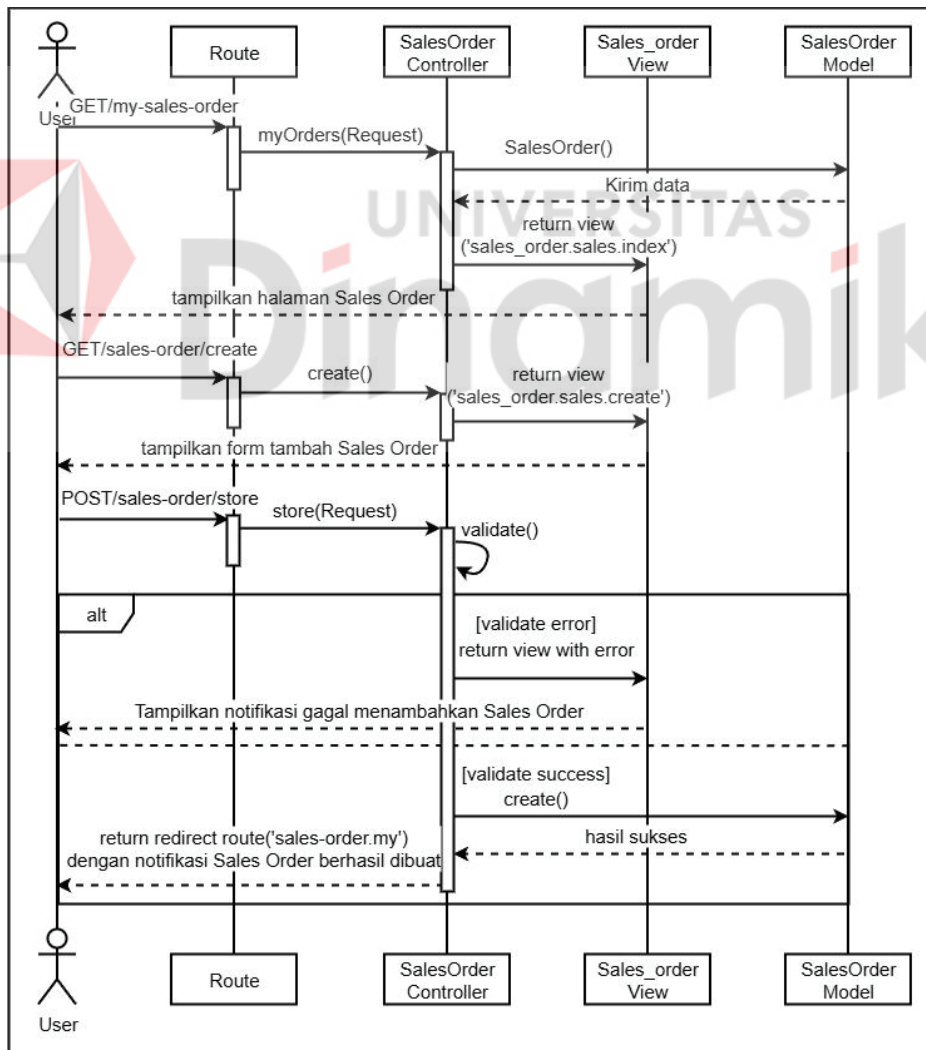 Route
SalesOrder
Controller
Sales_order
View
SalesOrder
Model
User
GET/my-sales-order
myOrders(Request)
SalesOrder()
Kirim data
UNIVERSITAS
Dinamik
return view
('sales_order.sales.index')
tampilkan halaman Sales Order
GET/sales-order/create
create()
return view
('sales_order.sales.create')
tampilkan form tambah Sales Order
POST/sales-order/store
store(Request)
validate()
alt
[validate error]
return view with error
Tampilkan notifikasi gagal menambahkan Sales Order
[validate success]
create()
hasil sukses
return redirect route('sales-order.my')
dengan notifikasi Sales Order berhasil dibuat
User
Route
SalesOrder
Controller
Sales_order
View
SalesOrder
Model